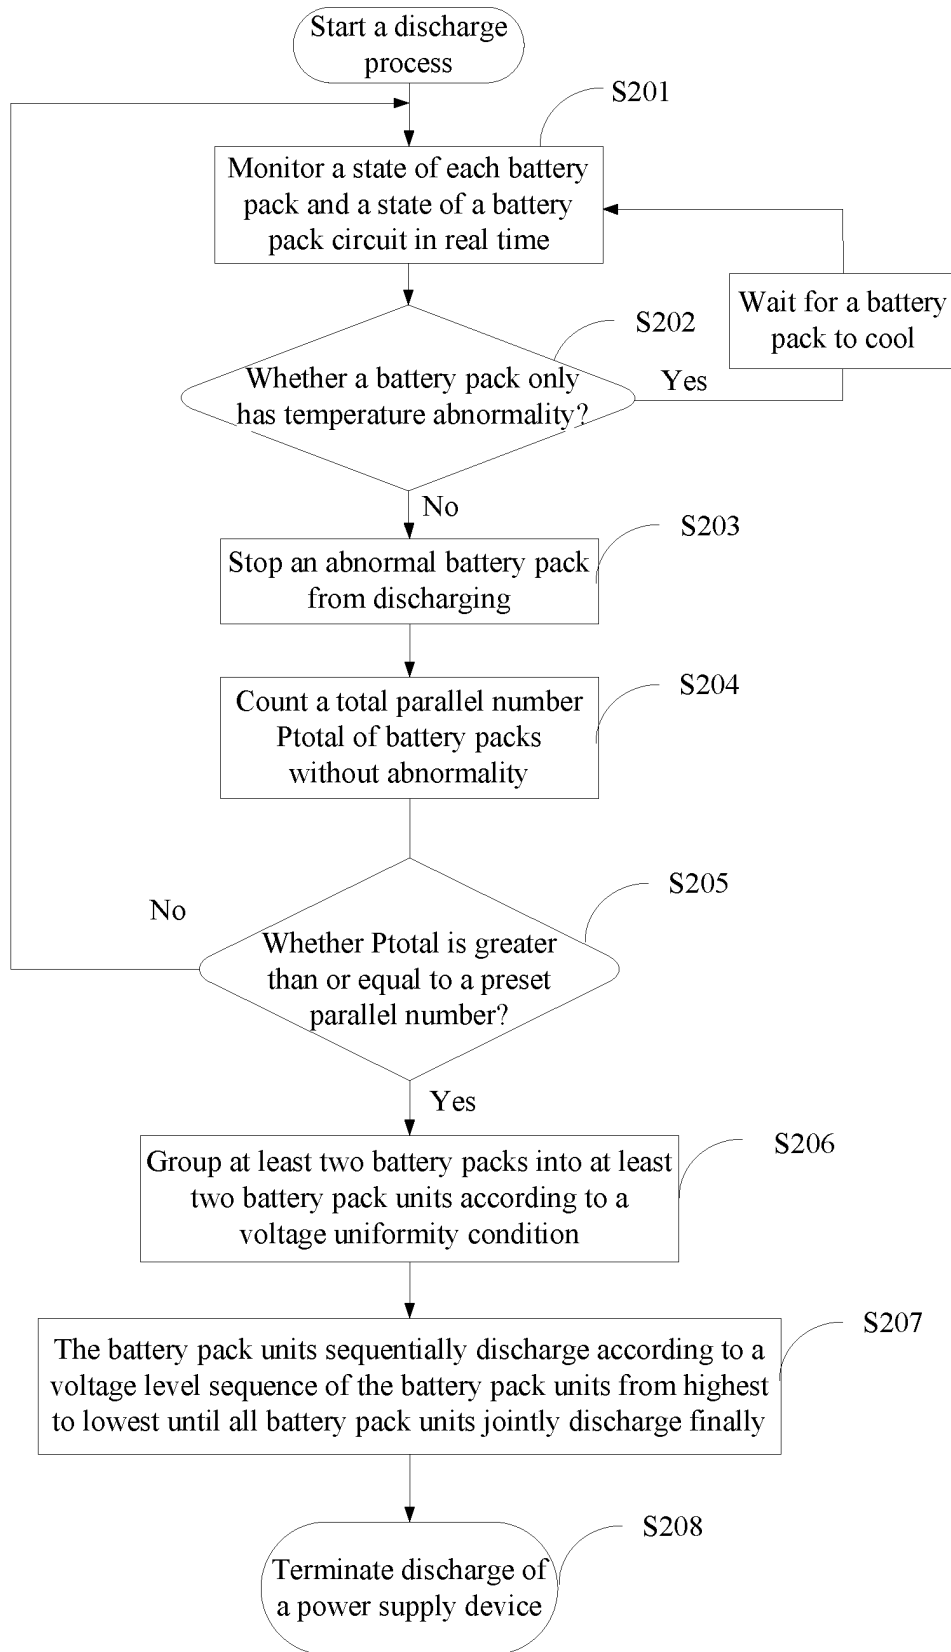 Start a discharge
process
S201
Monitor a state of each battery
pack and a state of a battery
pack circuit in real time
Wait for a battery
pack to cool
S202
Whether a battery pack only
has temperature abnormality?
Yes
No
S203
Stop an abnormal battery pack
from discharging
S204
Count a total parallel number
Ptotal of battery packs
without abnormality
S205
No
Whether Ptotal is greater
than or equal to a preset
parallel number?
Yes
S206
Group at least two battery packs into at least
two battery pack units according to a
voltage uniformity condition
S207
The battery pack units sequentially discharge according to a
voltage level sequence of the battery pack units from highest
to lowest until all battery pack units jointly discharge finally
S208
Terminate discharge of
a power supply device